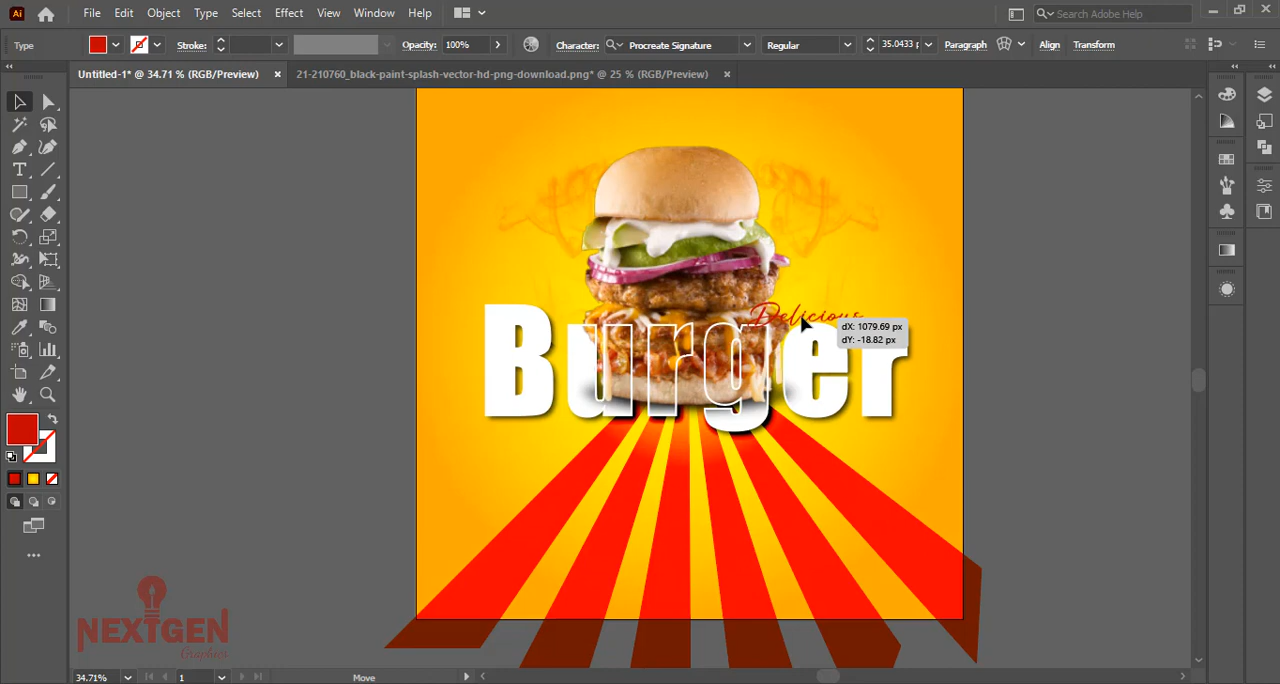 Ai File Edit Object Type Select Effect View Window Help Search Adobe Help
Type Stroke: Opacity: 100% Character: Procreate Signature Regular 35.0433 p Paragraph Align Transform
Untitled-1* @ 34.71 % (RGB/Preview) × 21-210760_black-paint-splash-vector-hd-png-download.png* @ 25 % (RGB/Preview) ×
Delicious
dX: 1079.69 px
dY: -18.82 px
Burger
NEXTGEN
Graphics
34.71% 1 Move